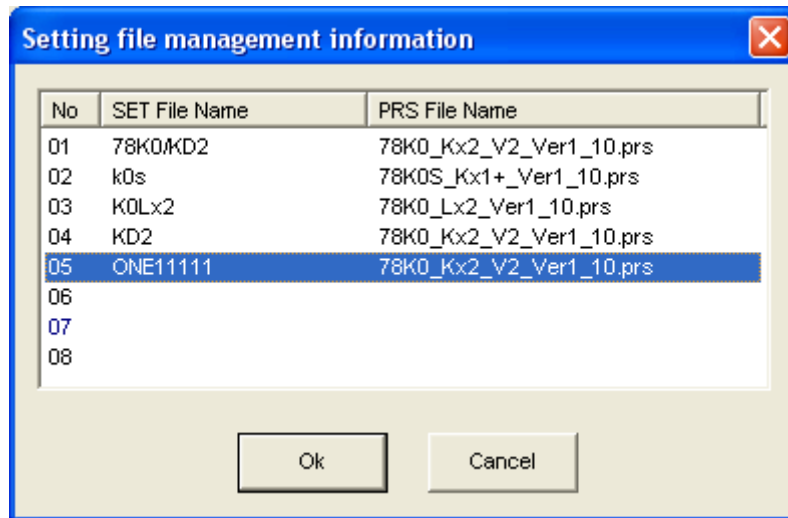 Setting file management information
No SET File Name PRS File Name
01 78K0/KD2 78K0_Kx2_V2_Ver1_10.prs
02 k0s 78K0S_Kx1+_Ver1_10.prs
03 K0Lx2 78K0_Lx2_Ver1_10.prs
04 KD2 78K0_Kx2_V2_Ver1_10.prs
05 ONE11111 78K0_Kx2_V2_Ver1_10.prs
06
07
08
Ok Cancel